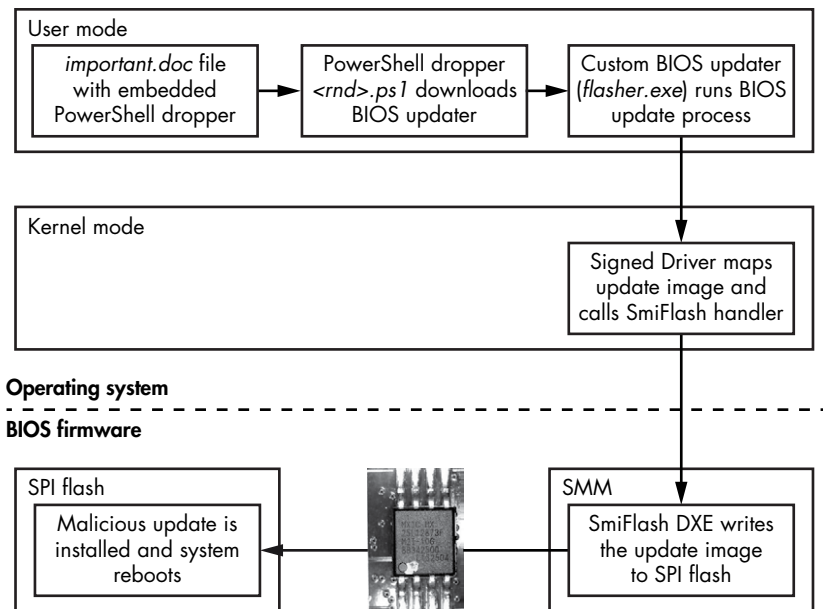 User mode
important.doc file
with embedded
PowerShell dropper
PowerShell dropper
<rnd>.ps1 downloads
BIOS updater
Custom BIOS updater
(flasher.exe) runs BIOS
update process
Kernel mode
Signed Driver maps
update image and
calls SmiFlash handler
Operating system
BIOS firmware
SPI flash
Malicious update is
installed and system
reboots
SMM
SmiFlash DXE writes
the update image
to SPI flash